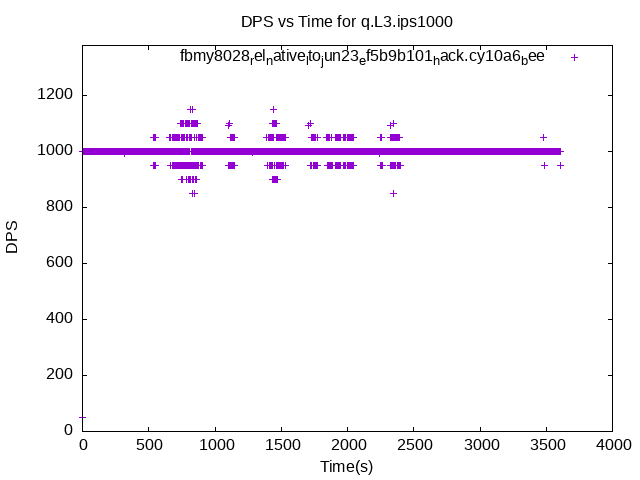 DPS vs Time for q.L3.ips1000
fbmy8028relnativeltojun23ef5b9b101hack.cy10a6bee
1200
1000
800
600
400
200
0
DPS
0 500 1000 1500 2000 2500 3000 3500 4000
Time(s)